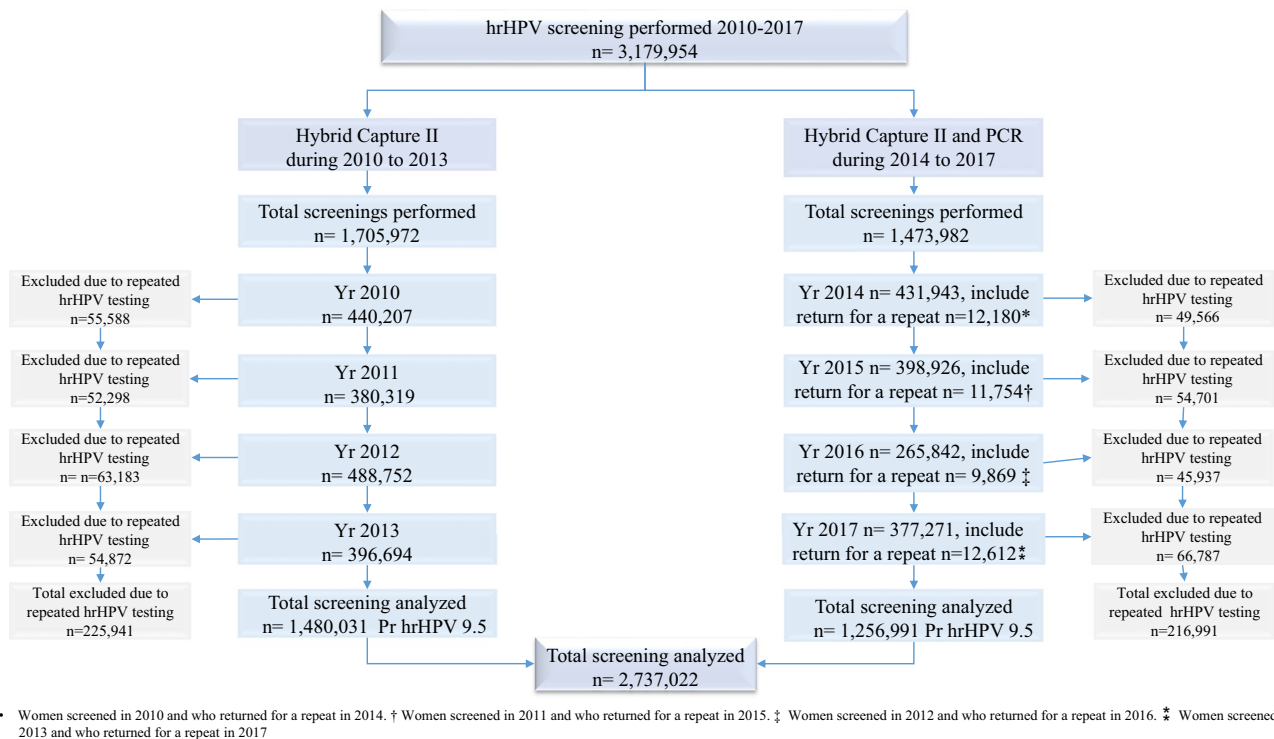 hrHPV screening performed 2010-2017
n= 3,179,954
Hybrid Capture II
during 2010 to 2013
Total screenings performed
n= 1,705,972
Yr 2010
n= 440,207
Excluded due to repeated
hrHPV testing
n=55,588
Yr 2011
n= 380,319
Excluded due to repeated
hrHPV testing
n=52,298
Yr 2012
n= 488,752
Excluded due to repeated
hrHPV testing
n= n=63,183
Yr 2013
n= 396,694
Excluded due to repeated
hrHPV testing
n= 54,872
Total excluded due to
repeated hrHPV testing
n=225,941
Total screening analyzed
n= 1,480,031 Pr hrHPV 9.5
Hybrid Capture II and PCR
during 2014 to 2017
Total screenings performed
n= 1,473,982
Yr 2014 n= 431,943, include
return for a repeat n=12,180*
Excluded due to repeated
hrHPV testing
n= 49,566
Yr 2015 n= 398,926, include
return for a repeat n= 11,754†
Excluded due to repeated
hrHPV testing
n= 54,701
Yr 2016 n= 265,842, include
return for a repeat n= 9,869 ‡
Excluded due to repeated
hrHPV testing
n= 45,937
Yr 2017 n= 377,271, include
return for a repeat n=12,612⁑
Excluded due to repeated
hrHPV testing
n= 66,787
Total excluded due to
repeated hrHPV testing
n=216,991
Total screening analyzed
n= 1,256,991 Pr hrHPV 9.5
Total screening analyzed
n= 2,737,022
• Women screened in 2010 and who returned for a repeat in 2014. † Women screened in 2011 and who returned for a repeat in 2015. ‡ Women screened in 2012 and who returned for a repeat in 2016. ⁑ Women screened
2013 and who returned for a repeat in 2017